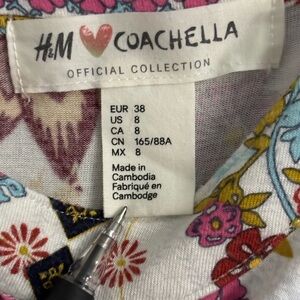 H&M COACHELLA
OFFICIAL COLLECTION
EUR 38
US 8
CA 8
CN 165/88A
MX 8
Made in
Cambodia
Fabriqué en
Cambodge